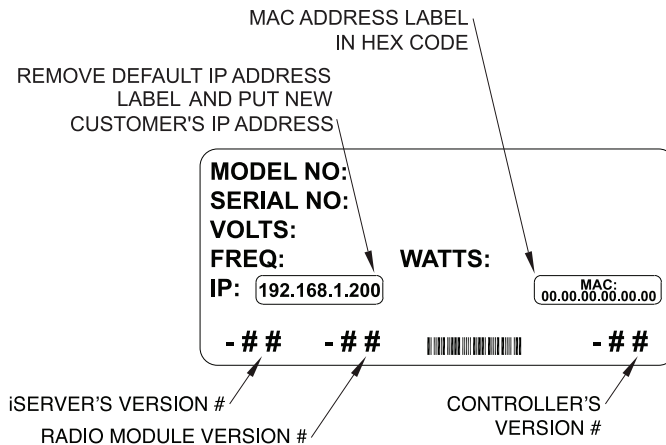 MAC ADDRESS LABEL
IN HEX CODE
REMOVE DEFAULT IP ADDRESS
LABEL AND PUT NEW
CUSTOMER'S IP ADDRESS
MODEL NO:
SERIAL NO:
VOLTS:
FREQ: WATTS:
IP: 192.168.1.200
MAC:
00.00.00.00.00.00
- # # - # # - # #
iSERVER'S VERSION #
RADIO MODULE VERSION #
CONTROLLER'S
VERSION #